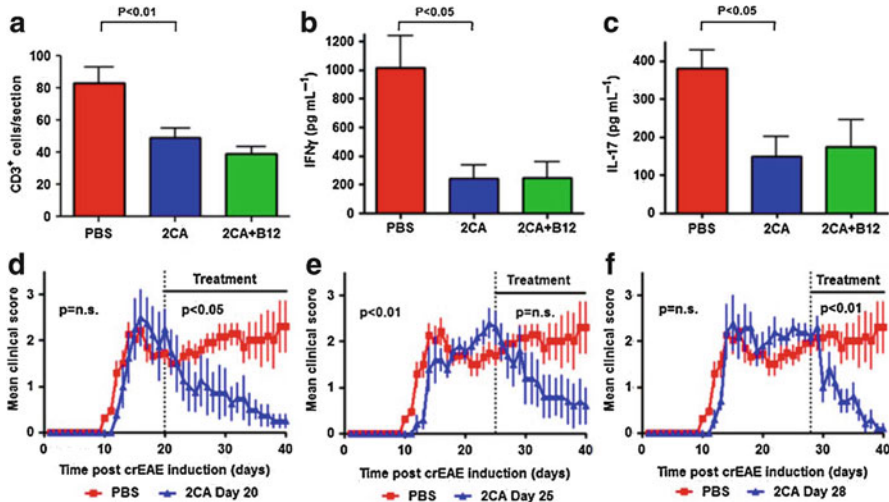 a
P<0.01
CD3+ cells/section
100
80
60
40
20
0
PBS
2CA
2CA+B12
b
P<0.05
IFNγ (pg mL−1)
1200
1000
800
600
400
200
0
PBS
2CA
2CA+B12
c
P<0.05
IL-17 (pg mL−1)
400
300
200
100
0
PBS
2CA
2CA+B12
d
Treatment
p=n.s.
p<0.05
Mean clinical score
3
2
1
0
0
10
20
30
40
Time post crEAE induction (days)
PBS
2CA Day 20
e
Treatment
p<0.01
p=n.s.
Mean clinical score
3
2
1
0
0
10
20
30
40
Time post crEAE induction (days)
PBS
2CA Day 25
f
Treatment
p=n.s.
p<0.01
Mean clinical score
3
2
1
0
0
10
20
30
40
Time post crEAE induction (days)
PBS
2CA Day 28